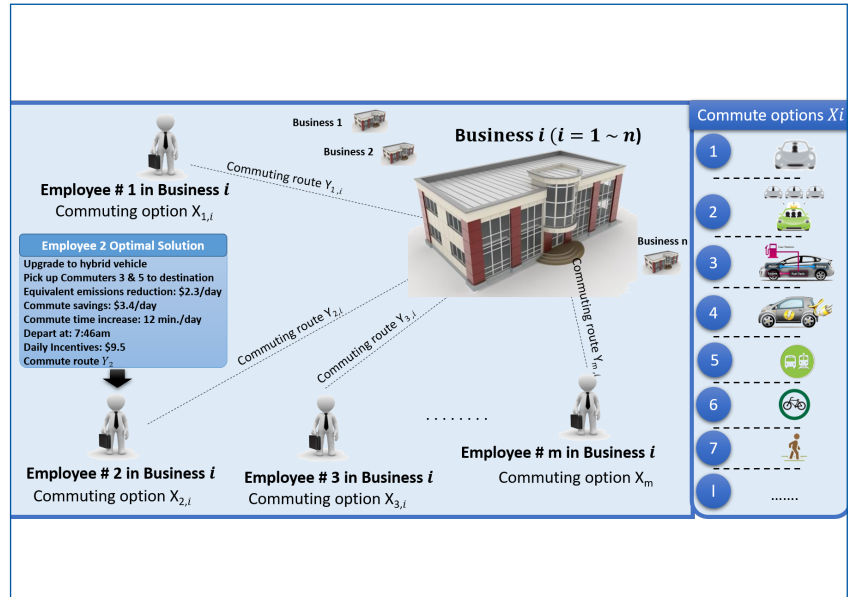 Commute options Xi
Business 1
Business 2
Business i (i = 1 ~ n)
Business n
Commuting route Y1,i
Employee # 1 in Business i
Commuting option X1,i
Employee 2 Optimal Solution
Upgrade to hybrid vehicle
Pick up Commuters 3 & 5 to destination
Equivalent emissions reduction: $2.3/day
Commute savings: $3.4/day
Commute time increase: 12 min./day
Depart at: 7:46am
Daily Incentives: $9.5
Commute route Y2
Commuting route Y2,i
Commuting route Y3,i
Commuting route Ym,i
. . . . . . . .
Employee # 2 in Business i
Commuting option X2,i
Employee # 3 in Business i
Commuting option X3,i
Employee # m in Business i
Commuting option Xm
1
2
3
4
5
6
7
I
.......